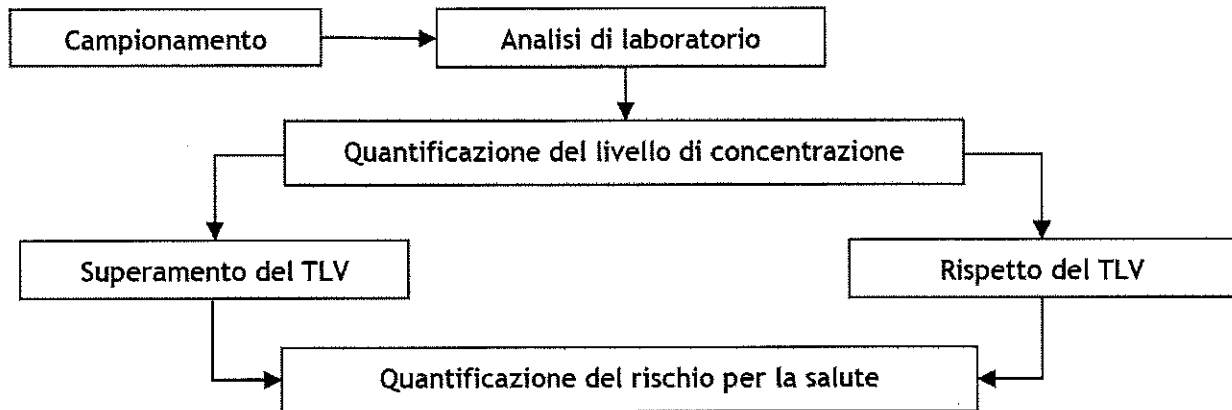 Campionamento
Analisi di laboratorio
Quantificazione del livello di concentrazione
Superamento del TLV
Rispetto del TLV
Quantificazione del rischio per la salute